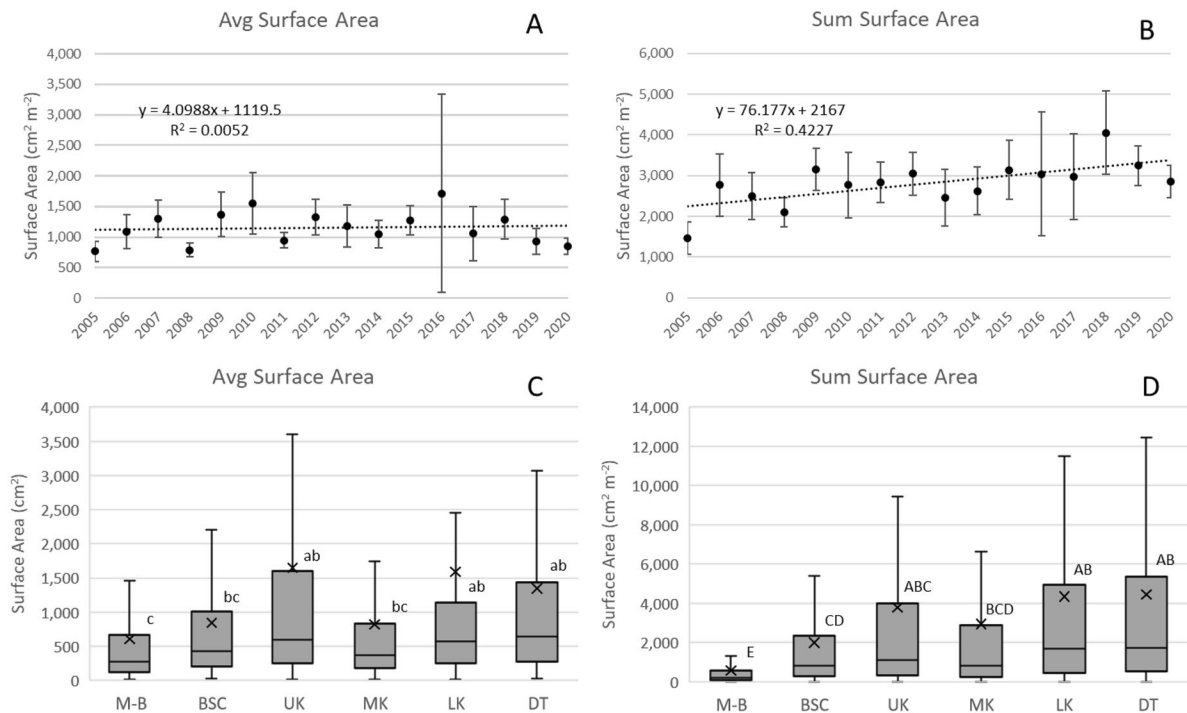 Avg Surface Area
A
4,000
3,500
3,000
2,500
2,000
1,500
1,000
500
0
Surface Area (cm² m⁻²)
y = 4.0988x + 1119.5
R² = 0.0052
2005 2006 2007 2008 2009 2010 2011 2012 2013 2014 2015 2016 2017 2018 2019 2020
Sum Surface Area
B
6,000
5,000
4,000
3,000
2,000
1,000
0
Surface Area (cm² m⁻²)
y = 76.177x + 2167
R² = 0.4227
2005 2006 2007 2008 2009 2010 2011 2012 2013 2014 2015 2016 2017 2018 2019 2020
Avg Surface Area
C
4,000
3,500
3,000
2,500
2,000
1,500
1,000
500
0
Surface Area (cm²)
c bc ab bc ab ab
M-B BSC UK MK LK DT
Sum Surface Area
D
14,000
12,000
10,000
8,000
6,000
4,000
2,000
0
Surface Area (cm² m⁻²)
E CD ABC BCD AB AB
M-B BSC UK MK LK DT